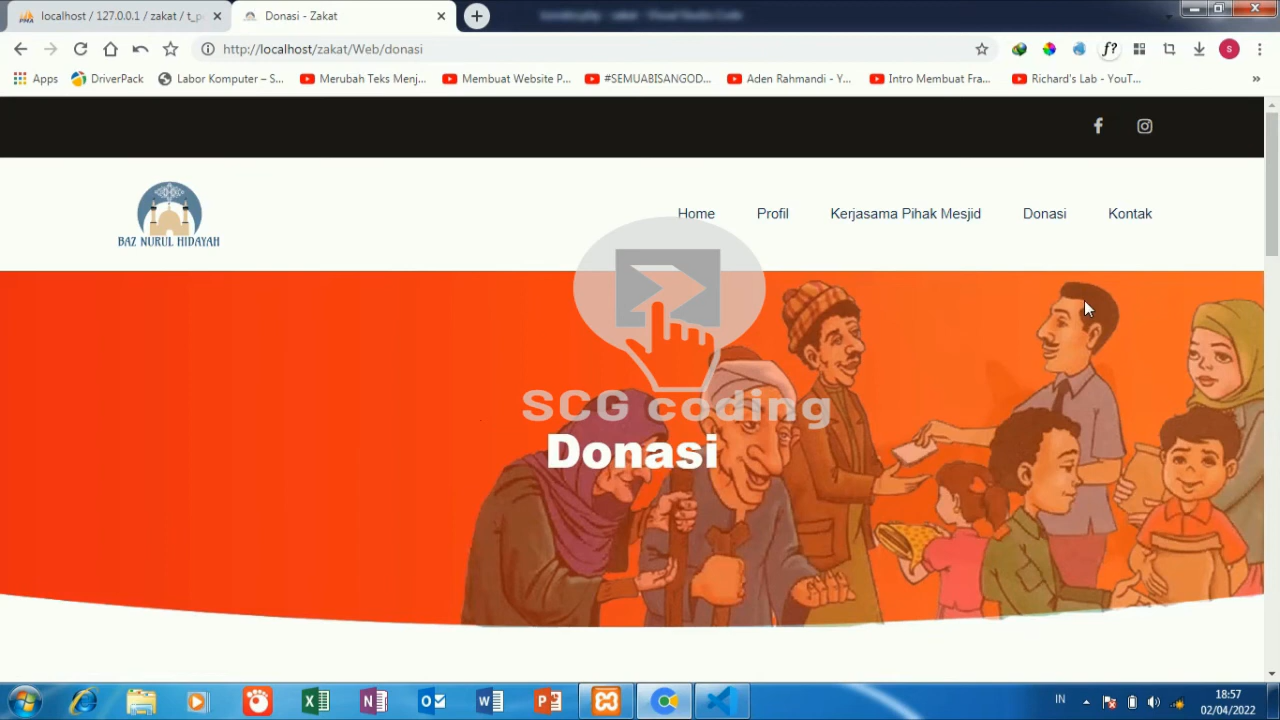 localhost / 127.0.0.1 / zakat / t_p
Donasi - Zakat
http://localhost/zakat/Web/donasi
f?
s
Apps
DriverPack
Labor Komputer – S...
Merubah Teks Menj...
Membuat Website P...
#SEMUABISANGOD...
Aden Rahmandi - Y...
Intro Membuat Fra...
Richard's Lab - YouT...
»
Home
Profil
Kerjasama Pihak Mesjid
Donasi
Kontak
BAZ NURUL HIDAYAH
SCG coding
Donasi
IN
18:57
02/04/2022